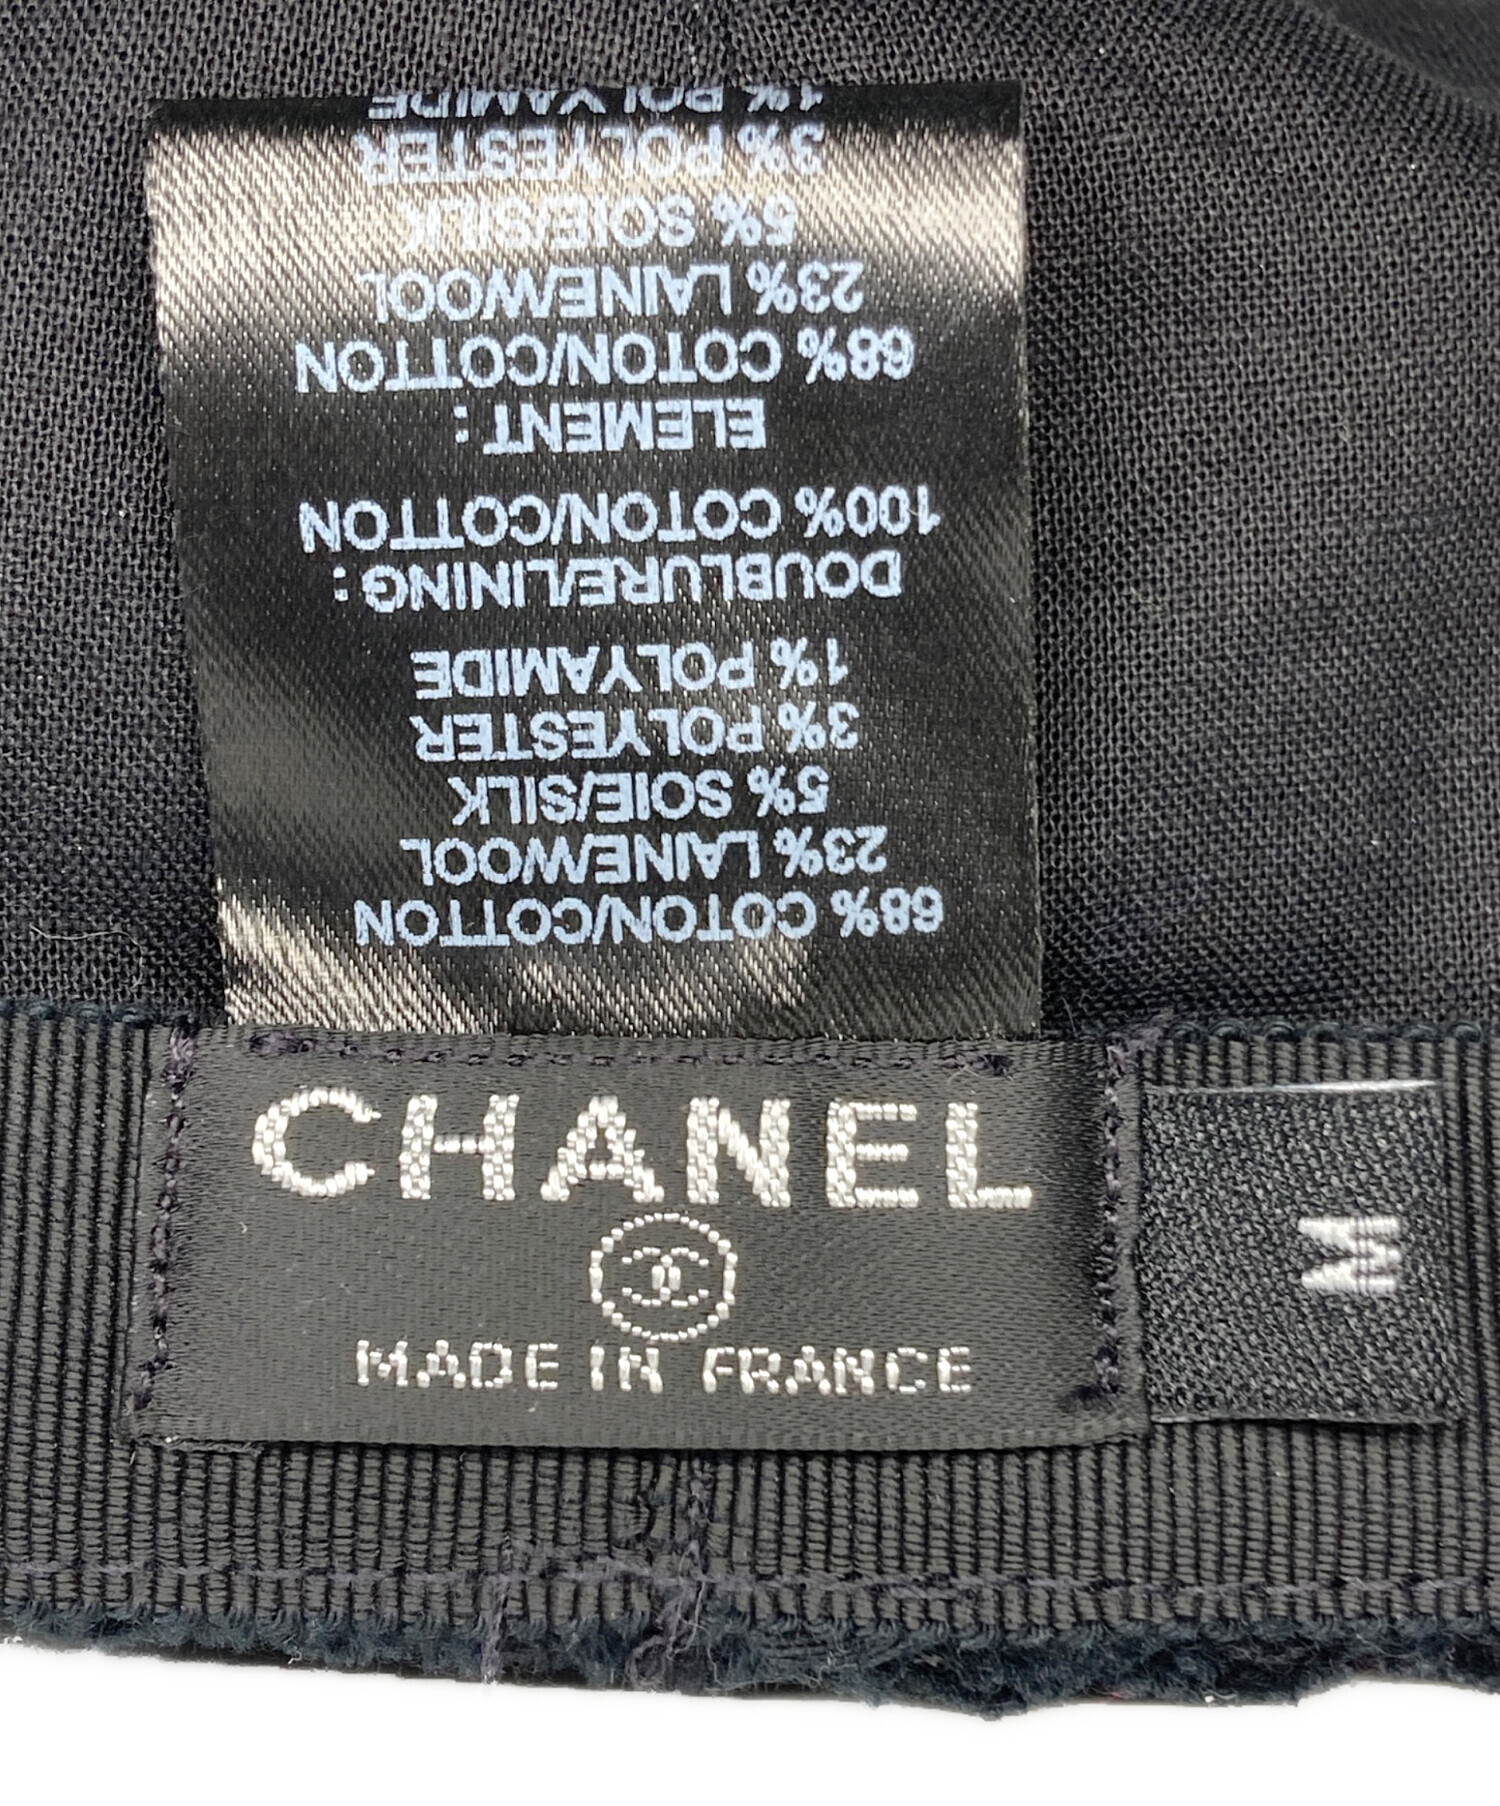 68% COTON/COTTON
23% LAINE/WOOL
5% SOIE/SILK
3% POLYESTER
1% POLYAMIDE
DOUBLURE/LINING :
100% COTON/COTTON
ELEMENT :
68% COTON/COTTON
23% LAINE/WOOL
5% SOIE/SILK
3% POLYESTER
1% POLYAMIDE
CHANEL
MADE IN FRANCE
M